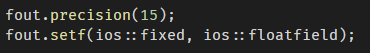 fout.precision(15);
fout.setf(ios::fixed, ios::floatfield);